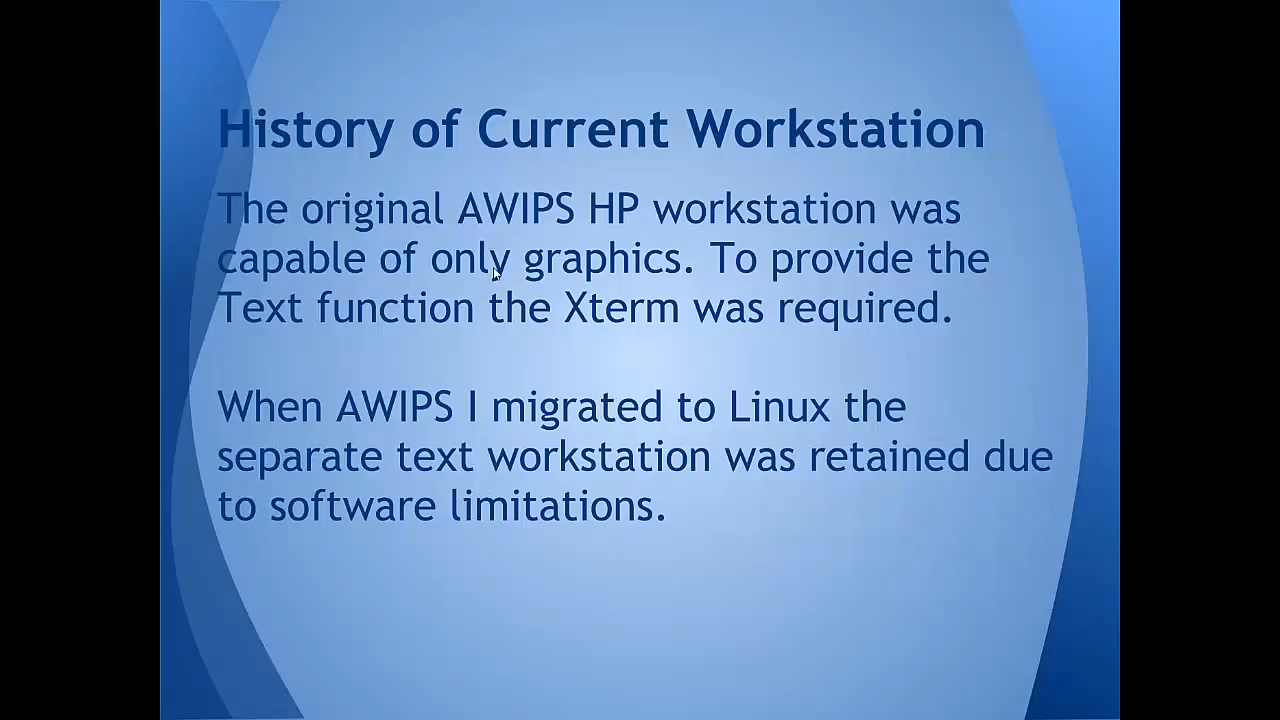 History of Current Workstation
The original AWIPS HP workstation was
capable of only graphics. To provide the
Text function the Xterm was required.
When AWIPS I migrated to Linux the
separate text workstation was retained due
to software limitations.